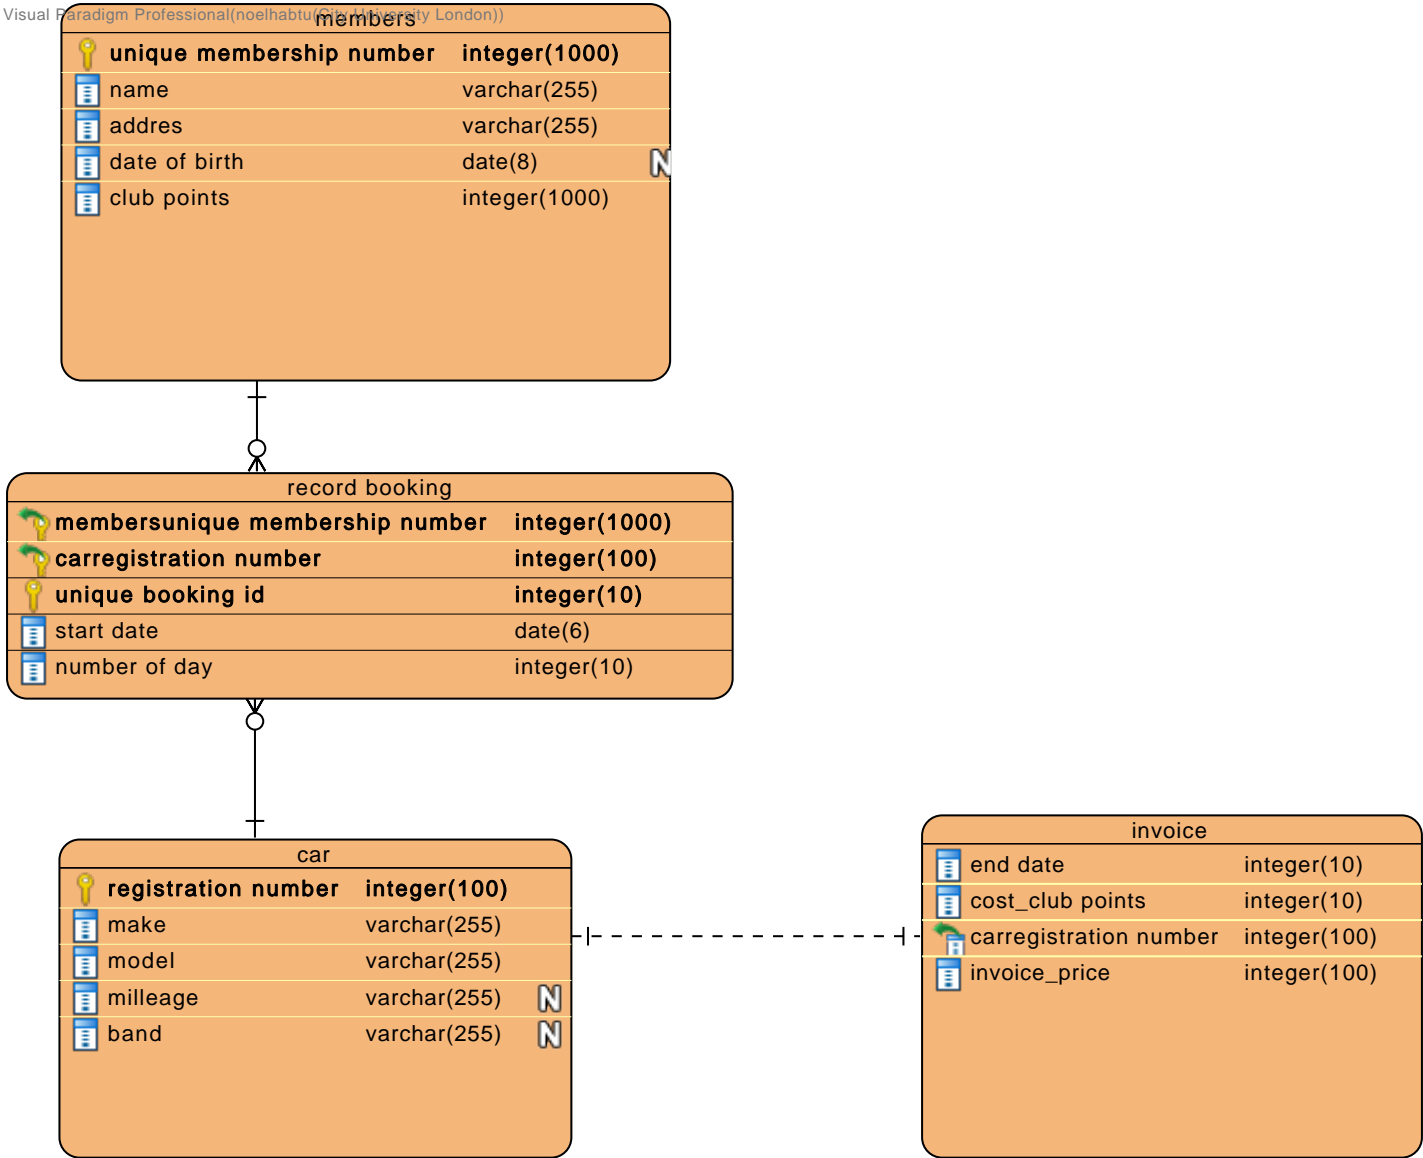 Visual Paradigm Professional(noelhabtu(City University London))
members
unique membership number integer(1000)
name varchar(255)
addres varchar(255)
date of birth date(8) N
club points integer(1000)
record booking
membersunique membership number integer(1000)
carregistration number integer(100)
unique booking id integer(10)
start date date(6)
number of day integer(10)
car
registration number integer(100)
make varchar(255)
model varchar(255)
milleage varchar(255) N
band varchar(255) N
invoice
end date integer(10)
cost_club points integer(10)
carregistration number integer(100)
invoice_price integer(100)